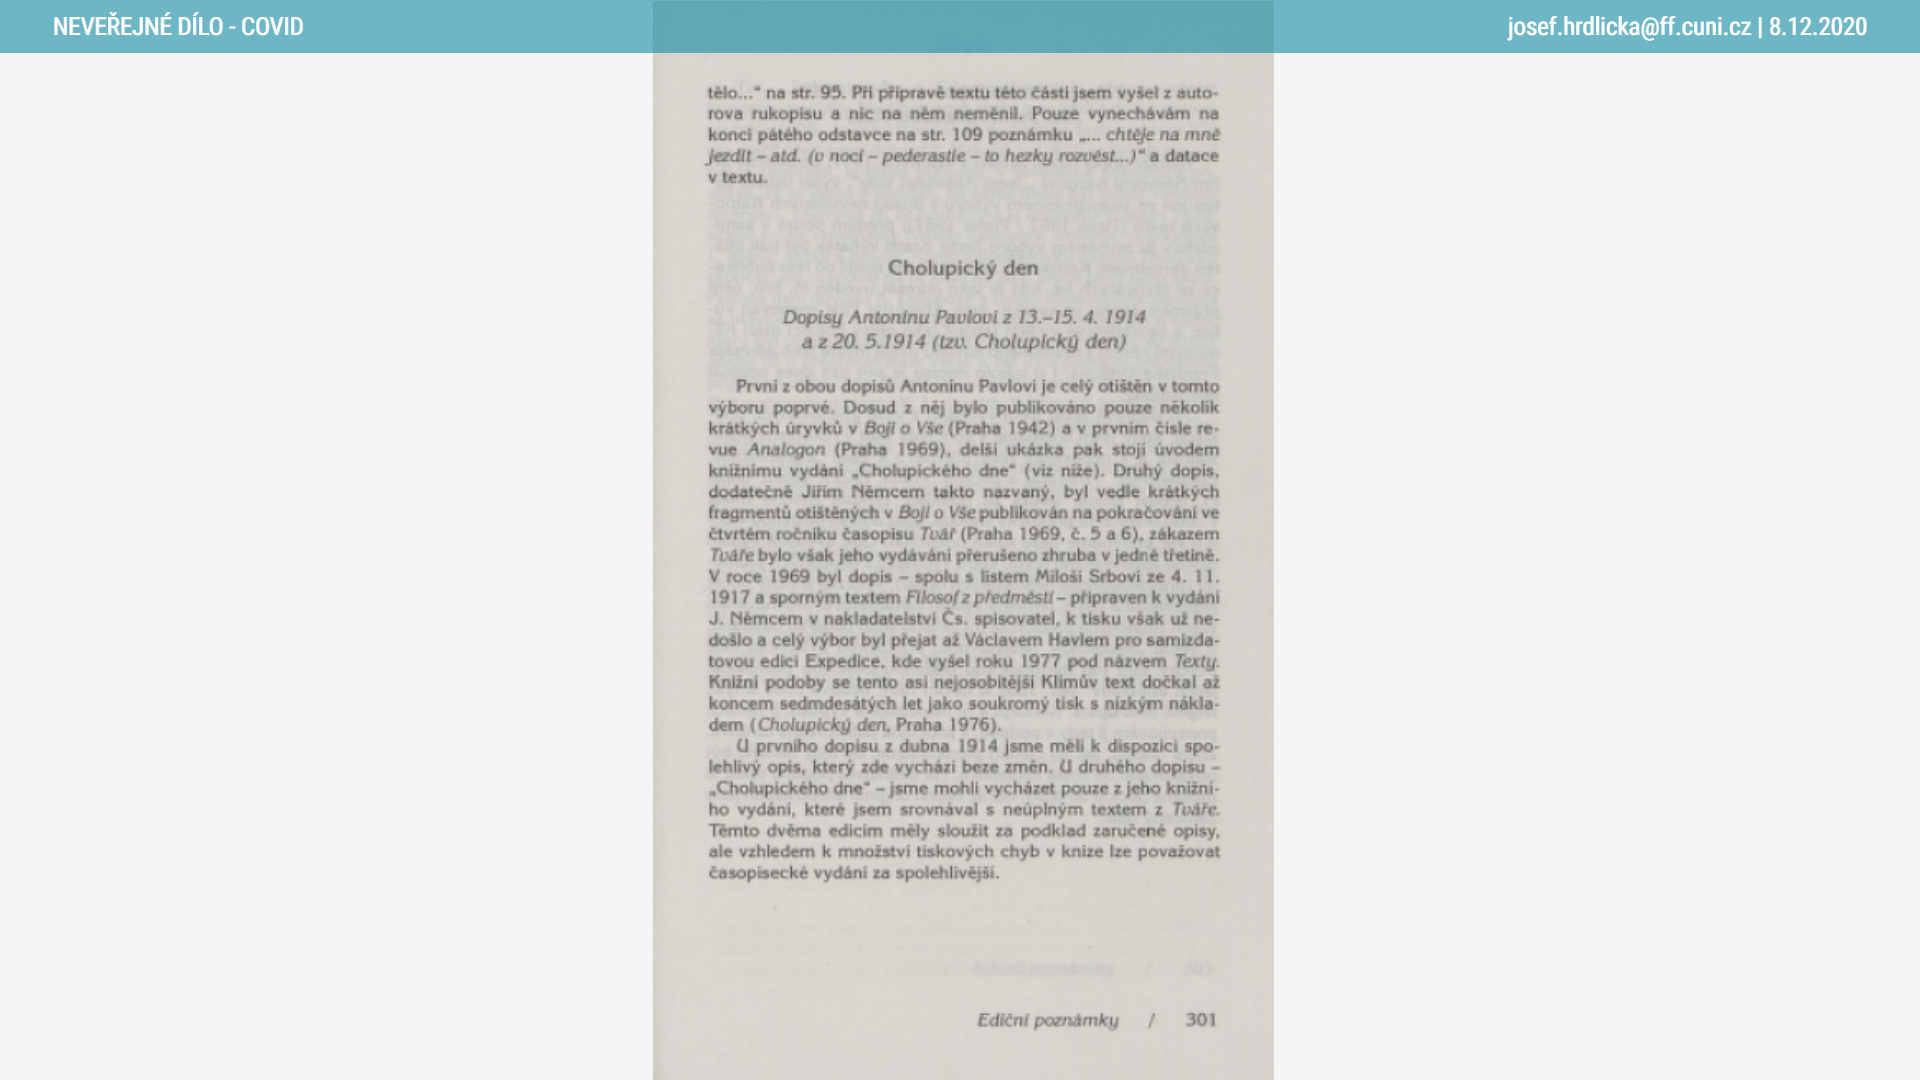 NEVEŘEJNÉ DÍLO - COVID
josef.hrdlicka@ff.cuni.cz | 8.12.2020
tělo...“ na str. 95. Při přípravě textu této části jsem vyšel z auto-
rova rukopisu a nic na něm neměnil. Pouze vynechávám na
konci pátého odstavce na str. 109 poznámku „... chtěje na mně
jezdit – atd. (v noci – pederastie – to hezky rozvést...)“ a datace
v textu.
Cholupický den
Dopisy Antonínu Pavlovi z 13.–15. 4. 1914
a z 20. 5.1914 (tzv. Cholupický den)
První z obou dopisů Antonínu Pavlovi je celý otištěn v tomto
výboru poprvé. Dosud z něj bylo publikováno pouze několik
krátkých úryvků v Boji o Vše (Praha 1942) a v prvním čísle re-
vue Analogon (Praha 1969), delší ukázka pak stojí úvodem
knižnímu vydání „Cholupického dne“ (viz níže). Druhý dopis,
dodatečně Jiřím Němcem takto nazvaný, byl vedle krátkých
fragmentů otištěných v Boji o Vše publikován na pokračování ve
čtvrtém ročníku časopisu Tvář (Praha 1969, č. 5 a 6), zákazem
Tváře bylo však jeho vydávání přerušeno zhruba v jedné třetině.
V roce 1969 byl dopis – spolu s listem Miloši Srbovi ze 4. 11.
1917 a sporným textem Filosof z předměstí – připraven k vydání
J. Němcem v nakladatelství Čs. spisovatel, k tisku však už ne-
došlo a celý výbor byl přejat až Václavem Havlem pro samizda-
tovou edici Expedice, kde vyšel roku 1977 pod názvem Texty.
Knižní podoby se tento asi nejosobitější Klímův text dočkal až
koncem sedmdesátých let jako soukromý tisk s nízkým nákla-
dem (Cholupický den, Praha 1976).
U prvního dopisu z dubna 1914 jsme měli k dispozici spo-
lehlivý opis, který zde vychází beze změn. U druhého dopisu –
„Cholupického dne“ – jsme mohli vycházet pouze z jeho knižní-
ho vydání, které jsem srovnával s neúplným textem z Tváře.
Těmto dvěma edicím měly sloužit za podklad zaručené opisy,
ale vzhledem k množství tiskových chyb v knize lze považovat
časopisecké vydání za spolehlivější.
Ediční poznámky / 301